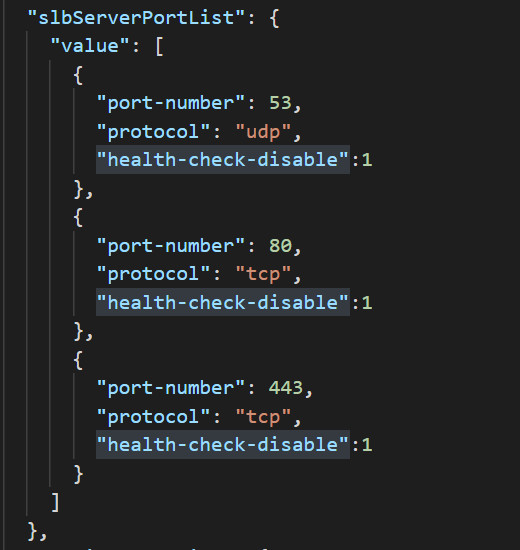 "slbServerPortList": {
"value": [
{
"port-number": 53,
"protocol": "udp",
"health-check-disable":1
},
{
"port-number": 80,
"protocol": "tcp",
"health-check-disable":1
},
{
"port-number": 443,
"protocol": "tcp",
"health-check-disable":1
}
]
},